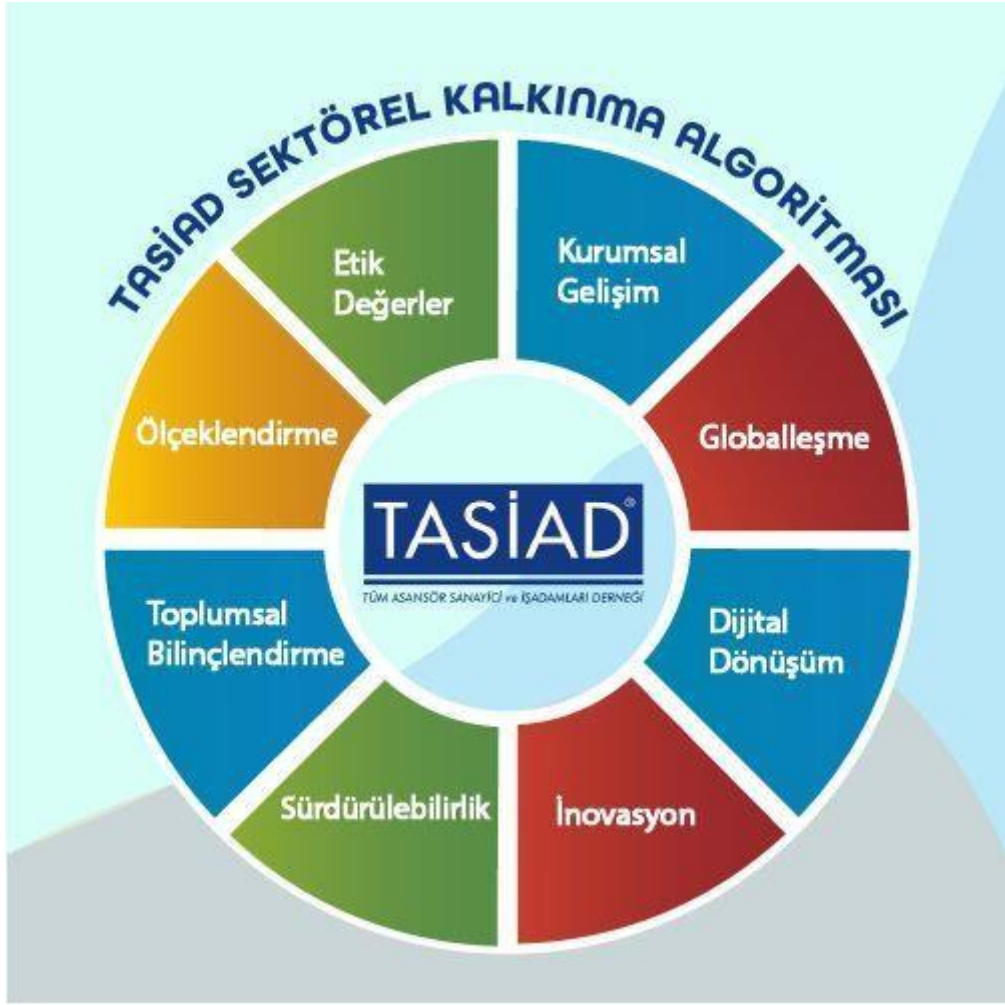 TASİAD SEKTÖREL KALKINMA ALGORİTMASI
Etik
Değerler
Kurumsal
Gelişim
Ölçeklendirme
Globalleşme
TASİAD®
TÜM ASANSÖR SANAYİCİ ve İŞADAMLARI DERNEĞİ
Toplumsal
Bilinçlendirme
Dijital
Dönüşüm
Sürdürülebilirlik
İnovasyon